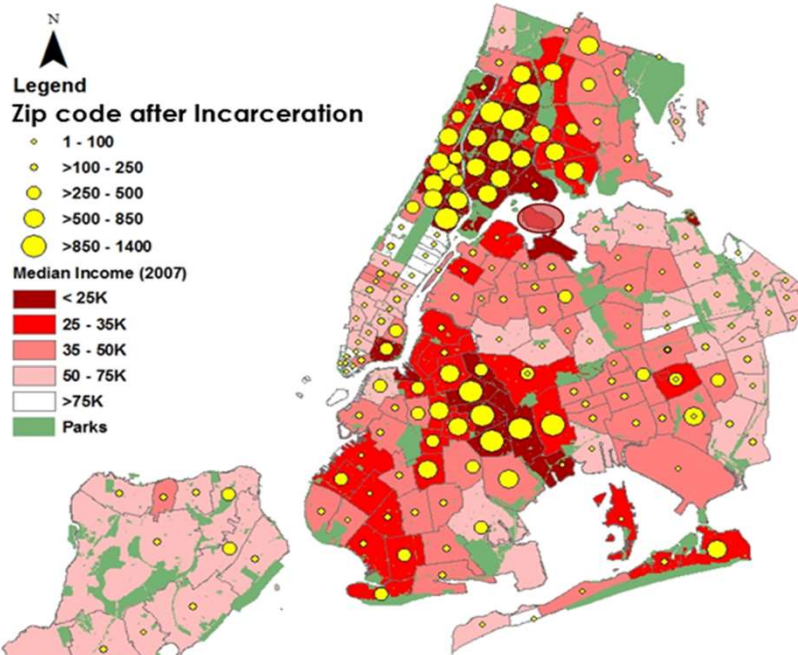 N
Legend
Zip code after Incarceration
1 - 100
>100 - 250
>250 - 500
>500 - 850
>850 - 1400
Median Income (2007)
< 25K
25 - 35K
35 - 50K
50 - 75K
>75K
Parks